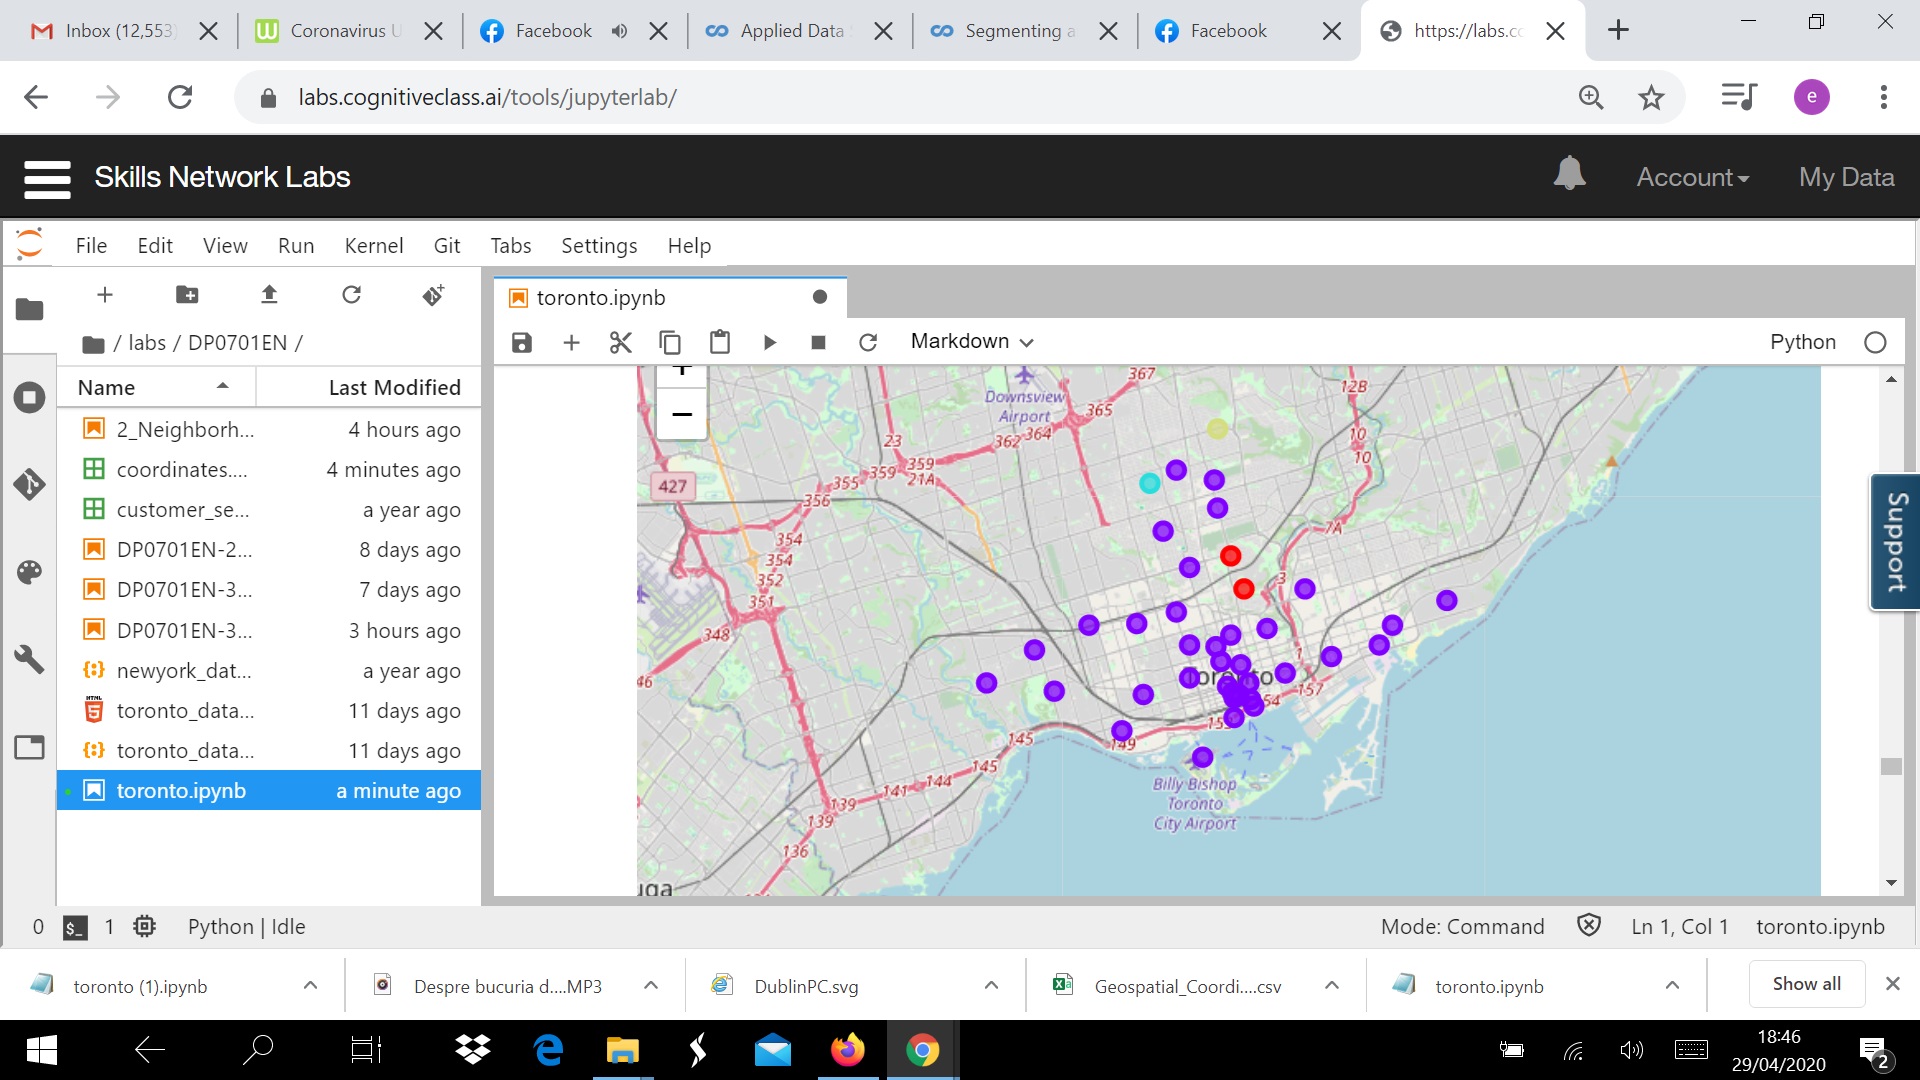 Inbox (12,553
Coronavirus U
Facebook
Applied Data S
Segmenting a
Facebook
https://labs.co
labs.cognitiveclass.ai/tools/jupyterlab/
e
Skills Network Labs
Account
My Data
File Edit View Run Kernel Git Tabs Settings Help
toronto.ipynb
/ labs / DP0701EN /
Markdown
Python
Name
Last Modified
2_Neighborh... 4 hours ago
coordinates.... 4 minutes ago
customer_se... a year ago
DP0701EN-2... 8 days ago
DP0701EN-3... 7 days ago
DP0701EN-3... 3 hours ago
newyork_dat... a year ago
HTML
5
toronto_data... 11 days ago
toronto_data... 11 days ago
toronto.ipynb a minute ago
+
−
Downsview
Airport
367
365
364
362
12B
10
10
23
359
359
21A
355
356
427
354
354
352
351
348
46
7A
3
1
Toronto
157
54
15
149
145
145
144
141
139
139
136
Billy Bishop
Toronto
City Airport
uga
Support
0
$_
1
Python | Idle
Mode: Command
Ln 1, Col 1
toronto.ipynb
toronto (1).ipynb
Despre bucuria d....MP3
DublinPC.svg
Geospatial_Coordi....csv
toronto.ipynb
Show all
18:46
29/04/2020
2